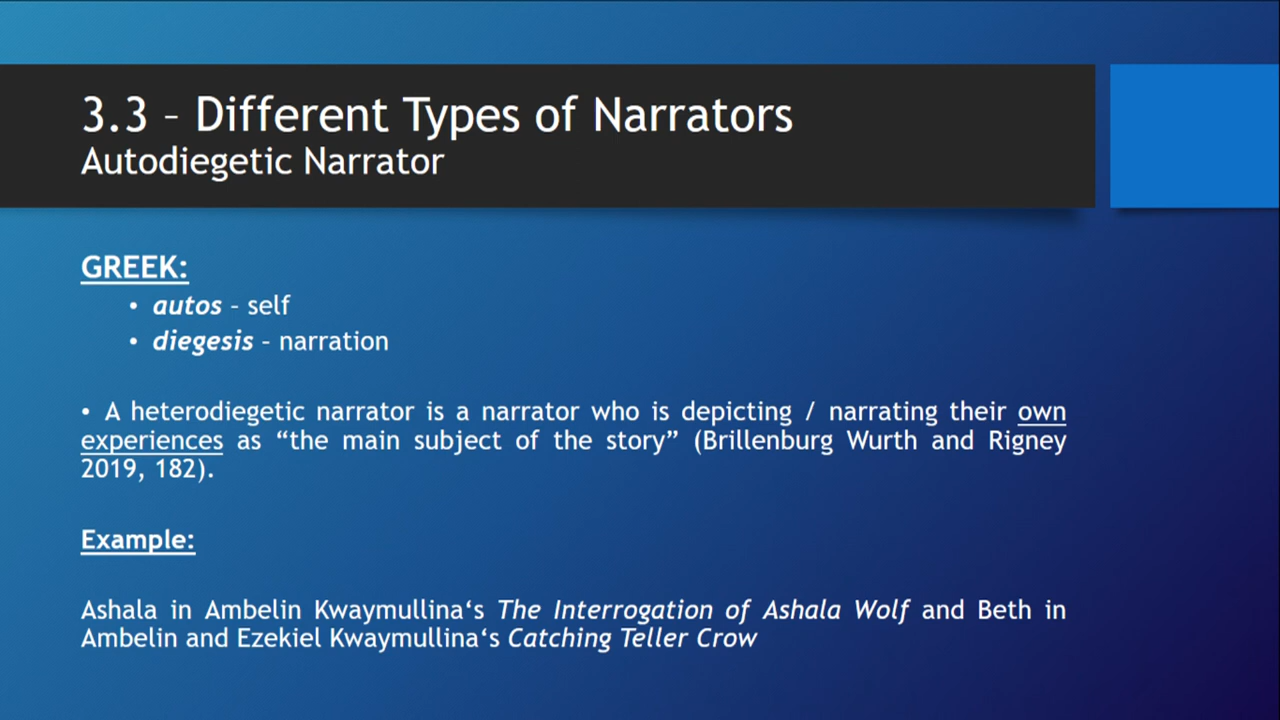 3.3 – Different Types of Narrators
Autodiegetic Narrator
GREEK:
• autos – self
• diegesis – narration
• A heterodiegetic narrator is a narrator who is depicting / narrating their own
experiences as “the main subject of the story” (Brillenburg Wurth and Rigney
2019, 182).
Example:
Ashala in Ambelin Kwaymullina‘s The Interrogation of Ashala Wolf and Beth in
Ambelin and Ezekiel Kwaymullina‘s Catching Teller Crow